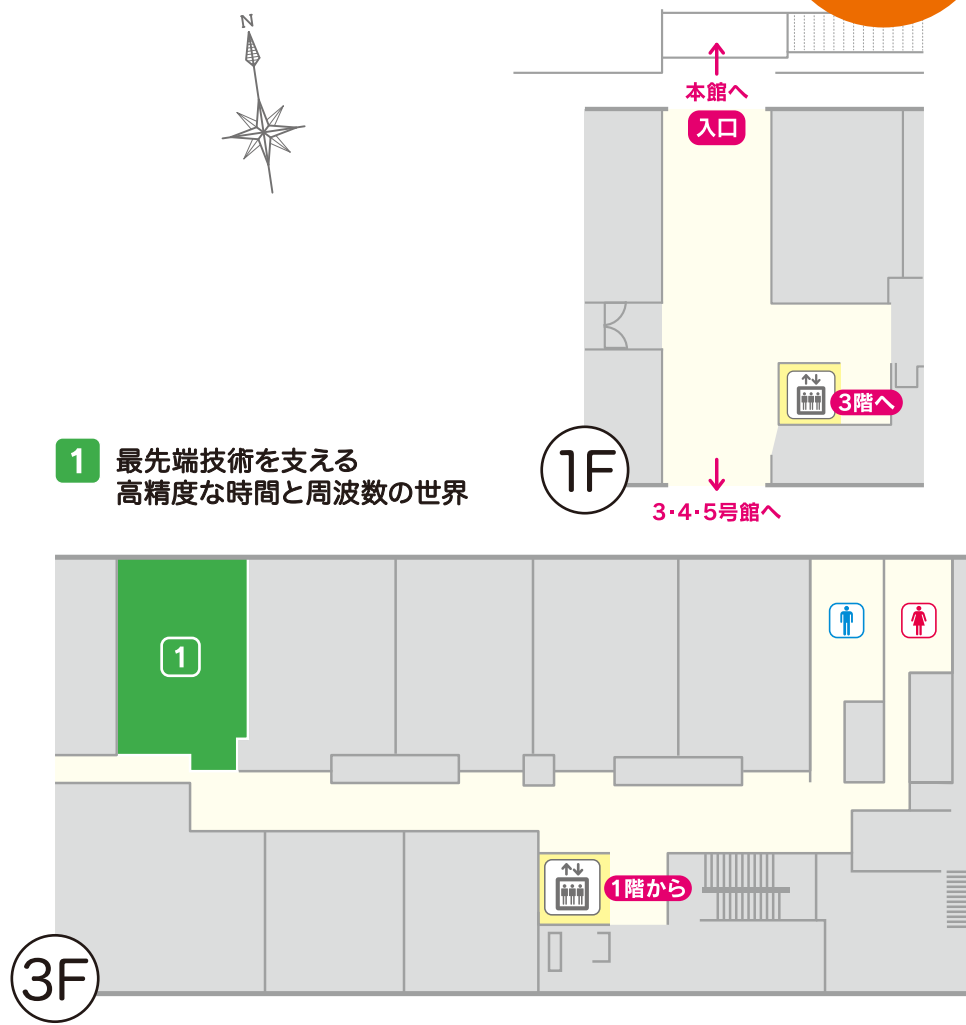 N
本館へ
入口
3階へ
1F
3・4・5号館へ
1 最先端技術を支える
高精度な時間と周波数の世界
1
1階から
3F